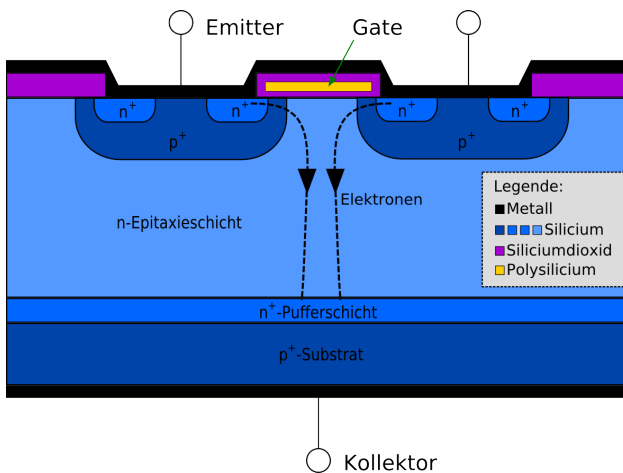 Emitter
Gate
n⁺
n⁺
n⁺
n⁺
p⁺
p⁺
Elektronen
n-Epitaxieschicht
Legende:
Metall
Silicium
Siliciumdioxid
Polysilicium
n⁺-Pufferschicht
p⁺-Substrat
Kollektor